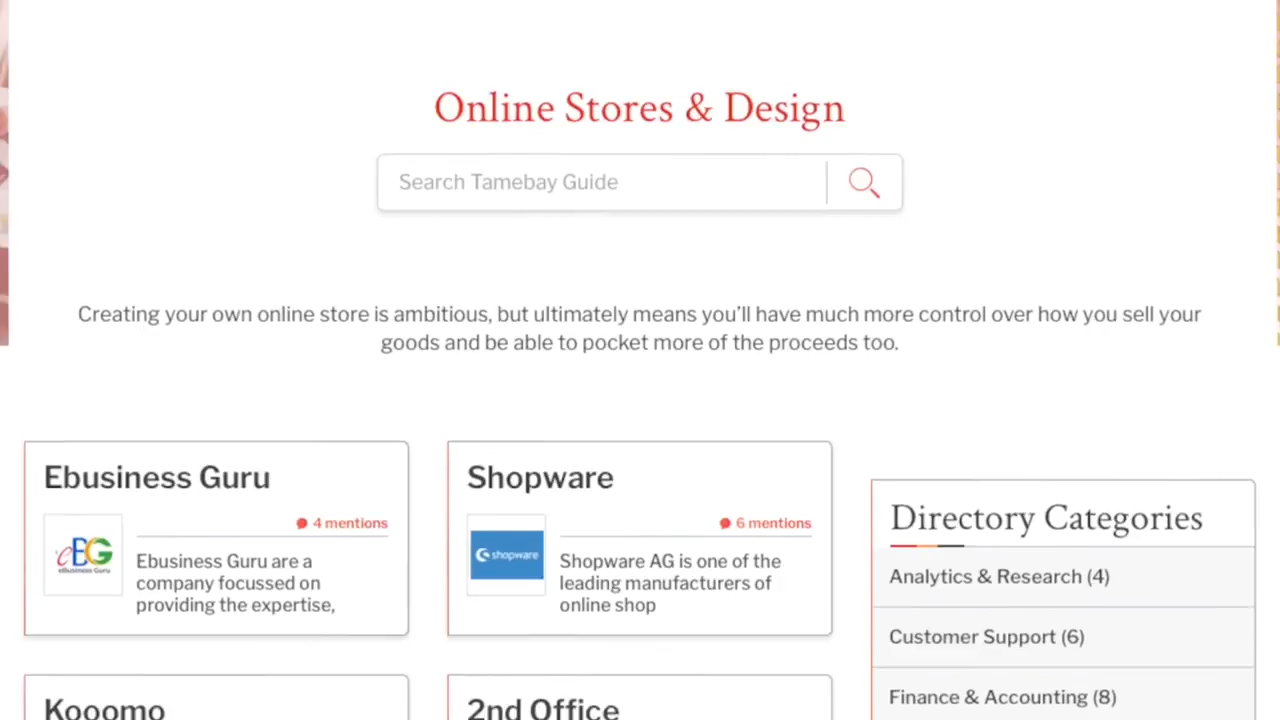 Online Stores & Design
Search Tamebay Guide
Creating your own online store is ambitious, but ultimately means you'll have much more control over how you sell your
goods and be able to pocket more of the proceeds too.
Ebusiness Guru
4 mentions
eBG
eBusiness Guru
Ebusiness Guru are a
company focussed on
providing the expertise,
Shopware
6 mentions
shopware
Shopware AG is one of the
leading manufacturers of
online shop
Directory Categories
Analytics & Research (4)
Customer Support (6)
Finance & Accounting (8)
Kooomo
2nd Office